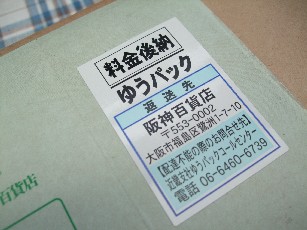 料金後納
ゆうパック
返送先
阪神百貨店
〒553-0002
大阪市福島区鷺洲1-7-10
【配達不能の際のお問合せ先】
近畿支社ゆうパックコールセンター
電話 06-6460-6739
百貨店